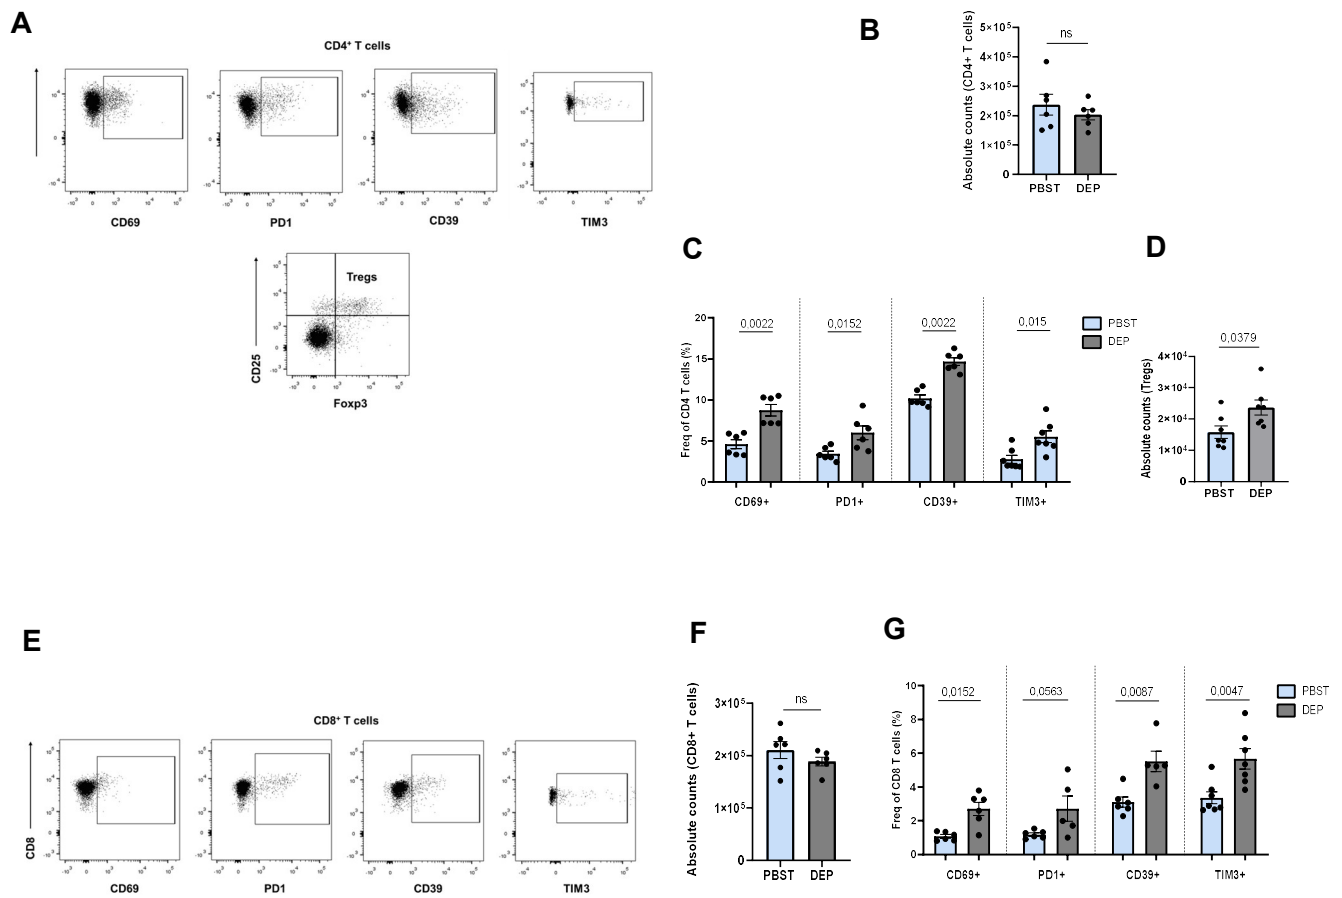 A
CD4+ T cells
CD69
PD1
CD39
TIM3
Tregs
CD25
Foxp3
B
Absolute counts (CD4+ T cells)
5×10⁵
4×10⁵
3×10⁵
2×10⁵
1×10⁵
0
ns
PBST
DEP
C
Freq of CD4 T cells (%)
20
15
10
5
0
0,0022
0,0152
0,0022
0,015
CD69+
PD1+
CD39+
TIM3+
PBST
DEP
D
Absolute counts (Tregs)
4×10⁴
3×10⁴
2×10⁴
1×10⁴
0
0,0379
PBST
DEP
E
CD8+ T cells
CD8
CD69
PD1
CD39
TIM3
F
Absolute counts (CD8+ T cells)
3×10⁵
2×10⁵
1×10⁵
0
ns
PBST
DEP
G
Freq of CD8 T cells (%)
10
8
6
4
2
0
0,0152
0,0563
0,0087
0,0047
CD69+
PD1+
CD39+
TIM3+
PBST
DEP